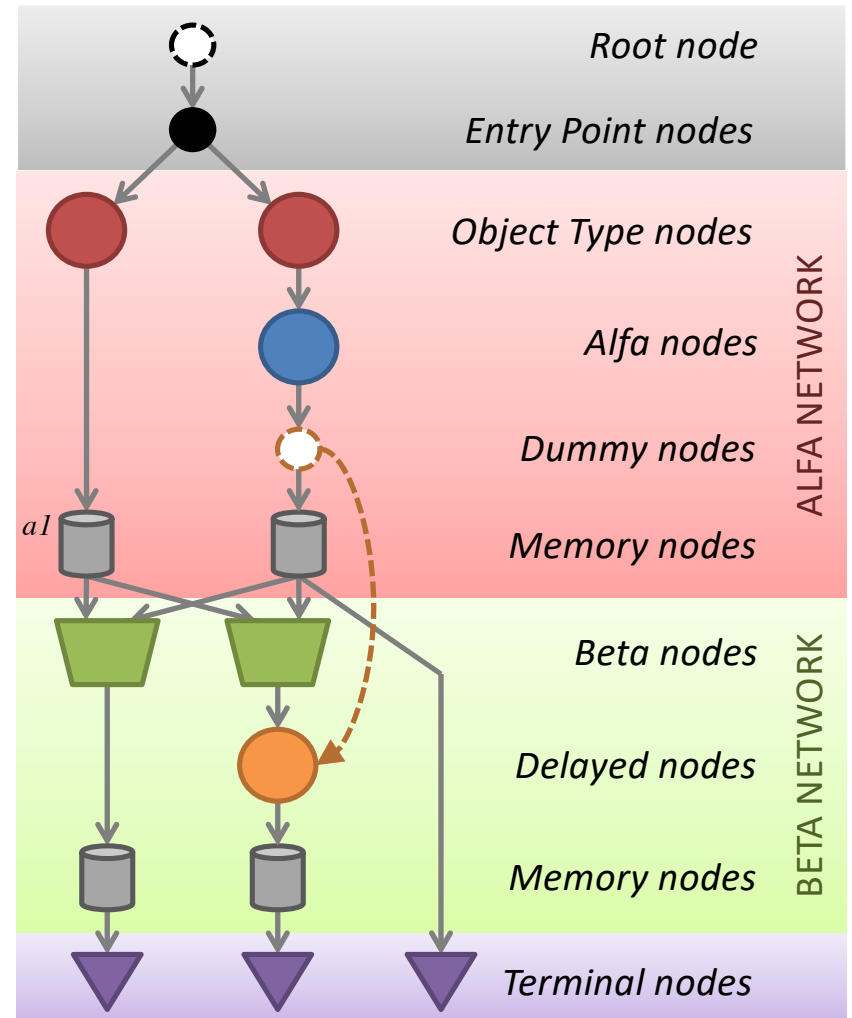 Root node
Entry Point nodes
Object Type nodes
Alfa nodes
Dummy nodes
a1
Memory nodes
ALFA NETWORK
Beta nodes
Delayed nodes
Memory nodes
BETA NETWORK
Terminal nodes